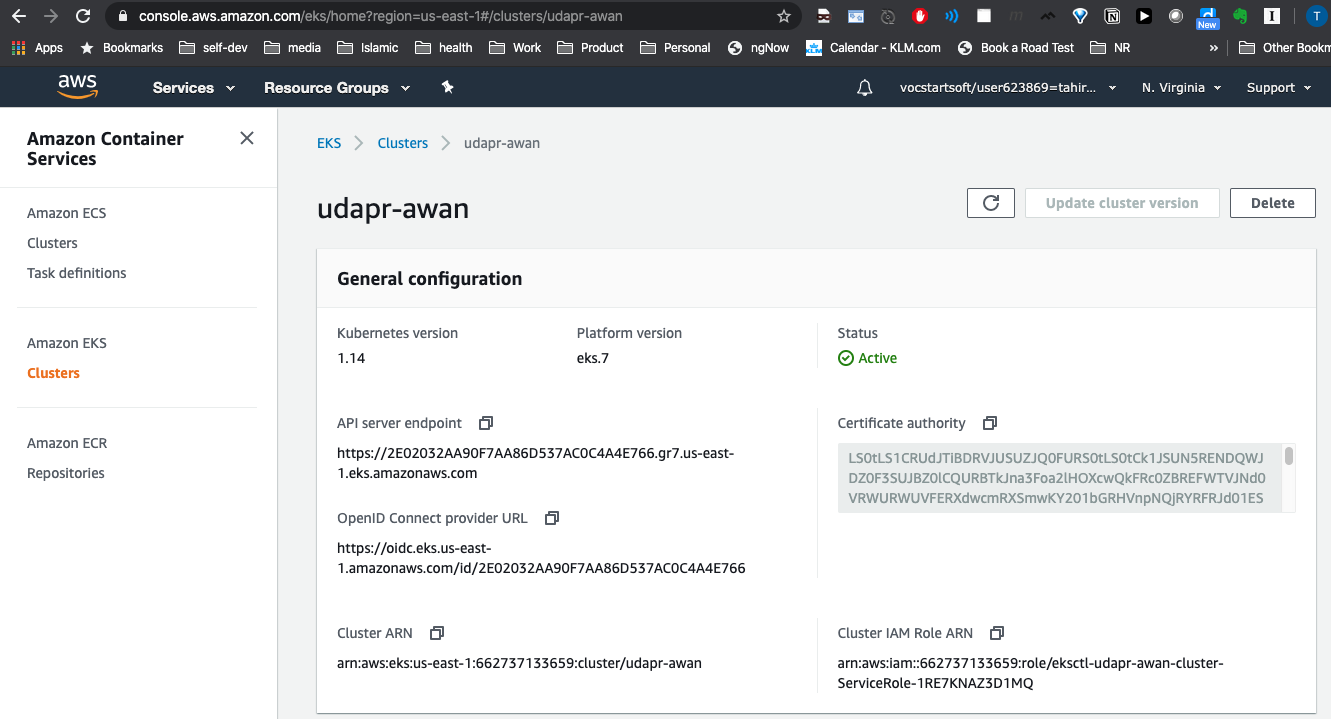 console.aws.amazon.com/eks/home?region=us-east-1#/clusters/udapr-awan
New
T
Apps Bookmarks self-dev media Islamic health Work Product Personal ngNow KLM Calendar - KLM.com Book a Road Test NR » Other Bookm
aws Services Resource Groups vocstartsoft/user623869=tahir... N. Virginia Support
Amazon Container
Services
Amazon ECS
Clusters
Task definitions
Amazon EKS
Clusters
Amazon ECR
Repositories
EKS Clusters udapr-awan
udapr-awan
Update cluster version Delete
General configuration
Kubernetes version Platform version Status
1.14 eks.7 Active
API server endpoint Certificate authority
https://2E02032AA90F7AA86D537AC0C4A4E766.gr7.us-east-
1.eks.amazonaws.com
LS0tLS1CRUdJTiBDRVJUSUZJQ0FURS0tLS0tCk1JSUN5RENDQWJ
DZ0F3SUJBZ0lCQURBTkJna3Foa2lHOXcwQkFRc0ZBREFWTVJNd0
VRWURWUVFERXdwcmRXSmwKY201bGRHVnpNQjRYRFRJd01ES
OpenID Connect provider URL
https://oidc.eks.us-east-
1.amazonaws.com/id/2E02032AA90F7AA86D537AC0C4A4E766
Cluster ARN Cluster IAM Role ARN
arn:aws:eks:us-east-1:662737133659:cluster/udapr-awan
arn:aws:iam::662737133659:role/eksctl-udapr-awan-cluster-
ServiceRole-1RE7KNAZ3D1MQ